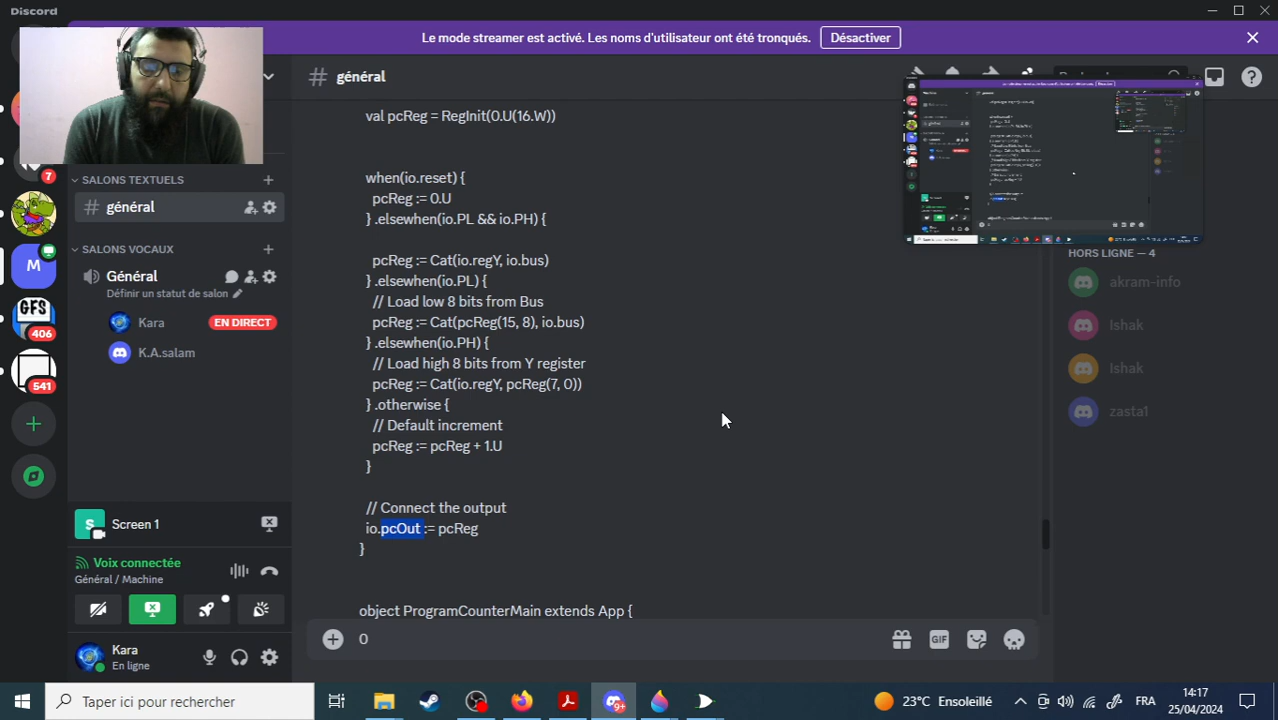 Discord
Le mode streamer est activé. Les noms d'utilisateur ont été tronqués.
Désactiver
# général
val pcReg = RegInit(0.U(16.W))
when(io.reset) {
pcReg := 0.U
} .elsewhen(io.PL && io.PH) {
pcReg := Cat(io.regY, io.bus)
} .elsewhen(io.PL) {
// Load low 8 bits from Bus
pcReg := Cat(pcReg(15, 8), io.bus)
} .elsewhen(io.PH) {
// Load high 8 bits from Y register
pcReg := Cat(io.regY, pcReg(7, 0))
} .otherwise {
// Default increment
pcReg := pcReg + 1.U
}
// Connect the output
io.pcOut := pcReg
}
object ProgramCounterMain extends App {
0
GIF
7
M
GFS
406
541
SALONS TEXTUELS
# général
SALONS VOCAUX
Général
Définir un statut de salon
Kara
EN DIRECT
K.A.salam
S
Screen 1
Voix connectée
Général / Machine
Kara
En ligne
HORS LIGNE — 4
akram-info
Ishak
Ishak
zasta1
Taper ici pour rechercher
9+
23°C Ensoleillé
FRA
14:17
25/04/2024